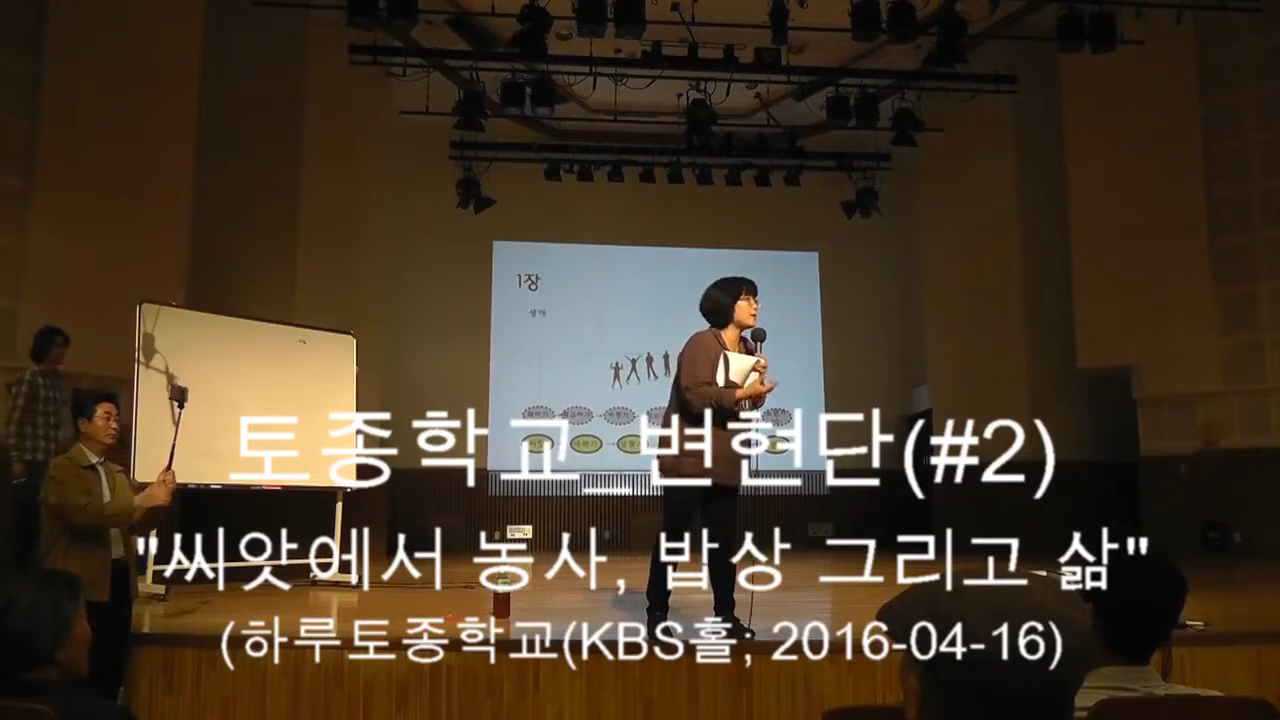 1장
토종학교_변현단(#2)
"씨앗에서 농사, 밥상 그리고 삶"
(하루토종학교(KBS홀, 2016-04-16)